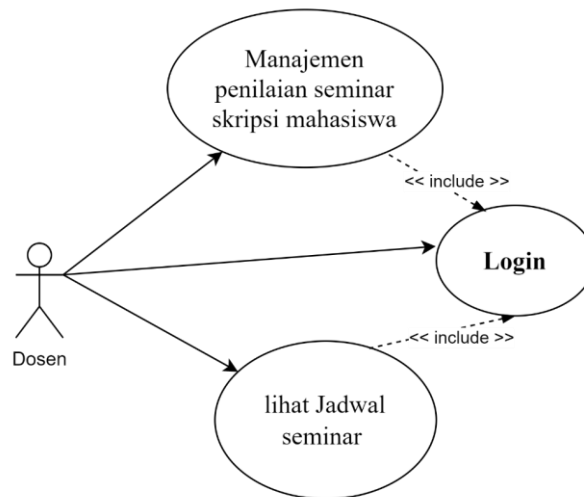 Manajemen
penilaian seminar
skripsi mahasiswa
<< include >>
Login
Dosen
<< include >>
lihat Jadwal
seminar